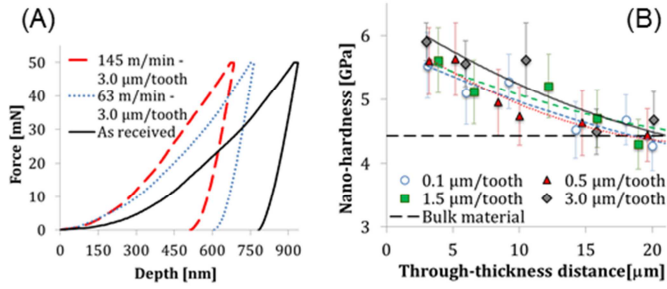 (A)
Force [mN]
50
40
30
20
10
0
145 m/min -
3.0 µm/tooth
63 m/min -
3.0 µm/tooth
As received
0 150 300 450 600 750 900
Depth [nm]
(B)
Nano-hardness [GPa]
6
5
4
3
0.1 µm/tooth
0.5 µm/tooth
1.5 µm/tooth
3.0 µm/tooth
Bulk material
0 5 10 15 20
Through-thickness distance[µm]